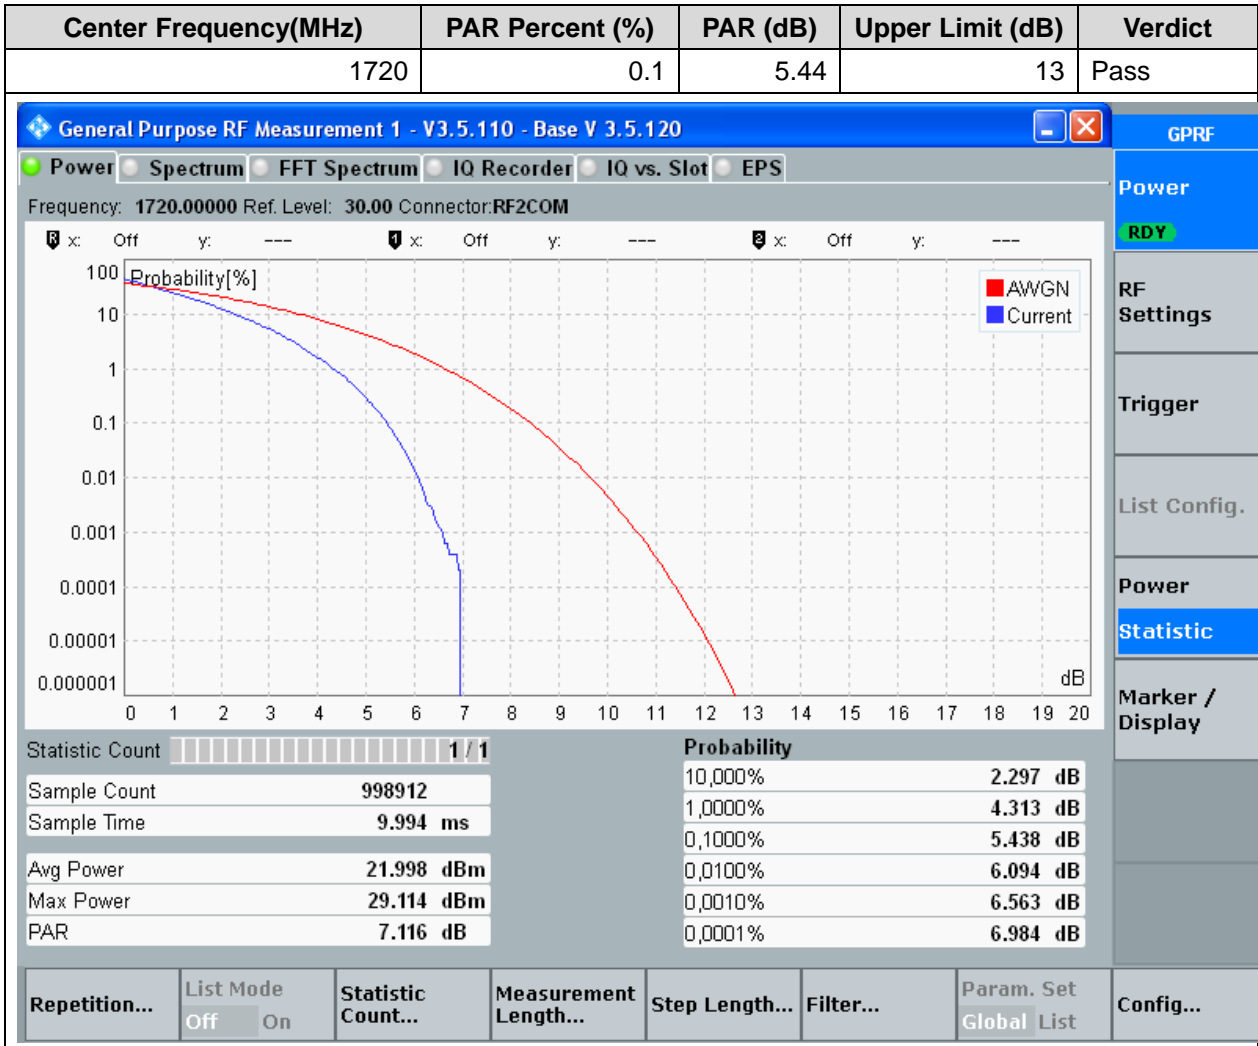 Center Frequency(MHz) PAR Percent (%) PAR (dB) Upper Limit (dB) Verdict
1720 0.1 5.44 13 Pass
General Purpose RF Measurement 1 - V3.5.110 - Base V 3.5.120
GPRF
Power Spectrum FFT Spectrum IQ Recorder IQ vs. Slot EPS
Power
RDY
Frequency: 1720.00000 Ref. Level: 30.00 Connector:RF2COM
R x: Off y: --- 1 x: Off y: --- 2 x: Off y: ---
Probability[%]
AWGN
Current
100
10
1
0.1
0.01
0.001
0.0001
0.00001
0.000001
dB
0 1 2 3 4 5 6 7 8 9 10 11 12 13 14 15 16 17 18 19 20
RF
Settings
Trigger
List Config.
Power
Statistic
Marker /
Display
Statistic Count 1 / 1
Sample Count 998912
Sample Time 9.994 ms
Avg Power 21.998 dBm
Max Power 29.114 dBm
PAR 7.116 dB
Probability
10,000% 2.297 dB
1,0000% 4.313 dB
0,1000% 5.438 dB
0,0100% 6.094 dB
0,0010% 6.563 dB
0,0001% 6.984 dB
Repetition...
List Mode
Off On
Statistic
Count...
Measurement
Length...
Step Length...
Filter...
Param. Set
Global List
Config...